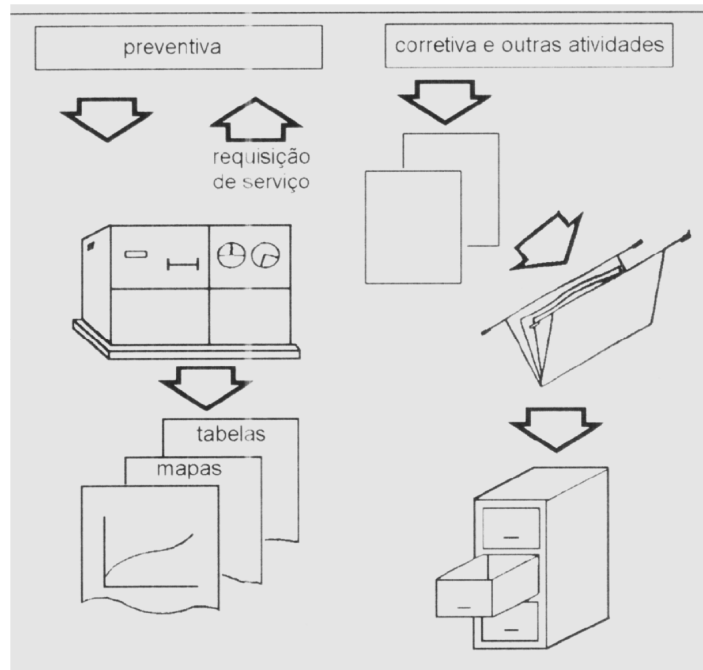 preventiva
corretiva e outras atividades
requisição
de serviço
tabelas
mapas